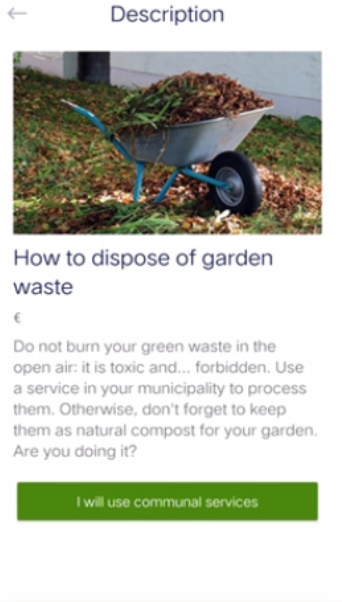 Description
How to dispose of garden
waste
€
Do not burn your green waste in the
open air: it is toxic and... forbidden. Use
a service in your municipality to process
them. Otherwise, don't forget to keep
them as natural compost for your garden.
Are you doing it?
I will use communal services